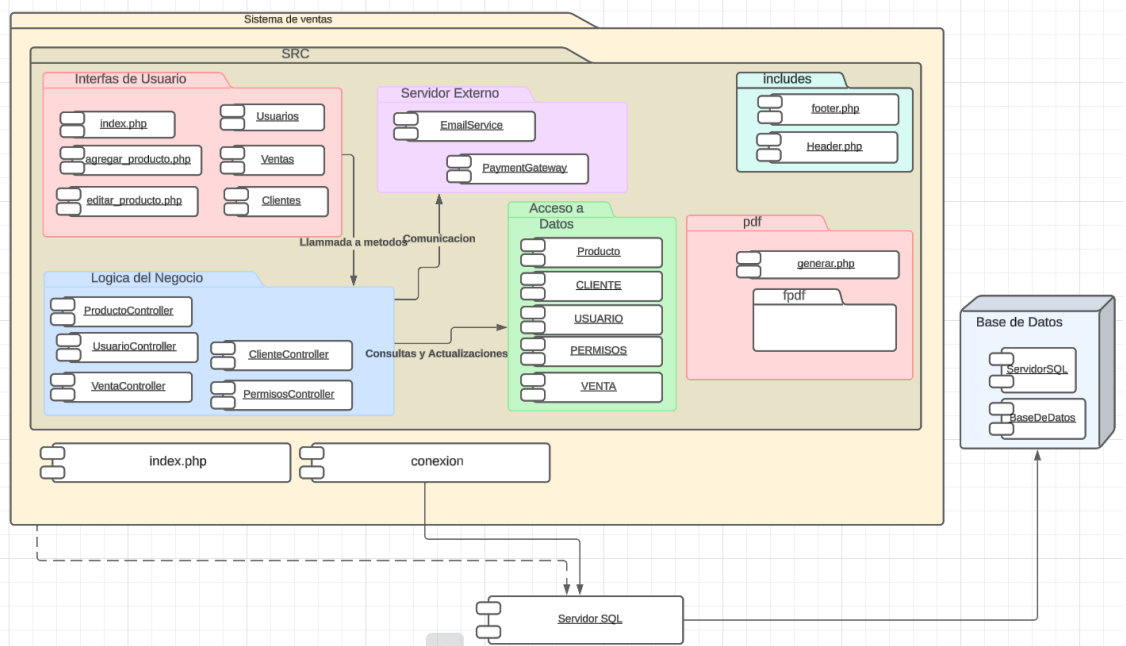 Sistema de ventas
SRC
Interfas de Usuario
index.php
Usuarios
agregar_producto.php
Ventas
editar_producto.php
Clientes
Servidor Externo
EmailService
PaymentGateway
includes
footer.php
Header.php
Llammada a metodos
Comunicacion
Acceso a
Datos
Producto
CLIENTE
USUARIO
PERMISOS
VENTA
pdf
generar.php
fpdf
Logica del Negocio
ProductoController
UsuarioController
ClienteController
VentaController
PermisosController
Consultas y Actualizaciones
Base de Datos
ServidorSQL
BaseDeDatos
index.php
conexion
Servidor SQL